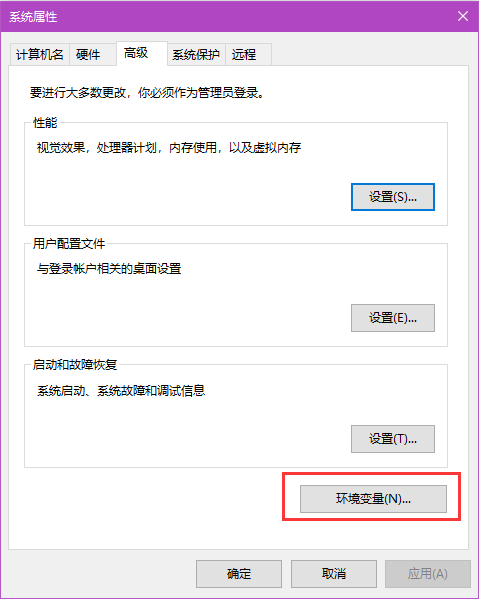 系统属性
计算机名 硬件 高级 系统保护 远程
要进行大多数更改，你必须作为管理员登录。
性能
视觉效果，处理器计划，内存使用，以及虚拟内存
设置(S)...
用户配置文件
与登录帐户相关的桌面设置
设置(E)...
启动和故障恢复
系统启动、系统故障和调试信息
设置(T)...
环境变量(N)...
确定 取消 应用(A)